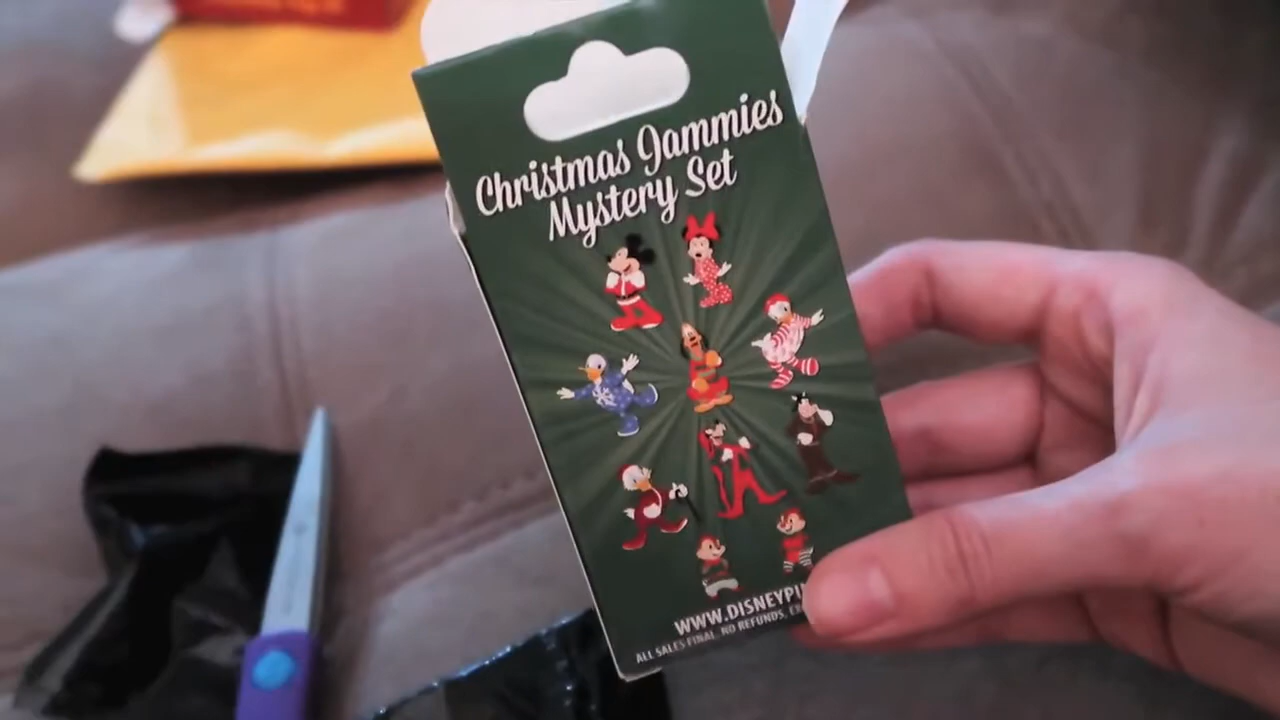 Christmas Jammies
Mystery Set
WWW.DISNEYPI
ALL SALES FINAL. NO REFUNDS,